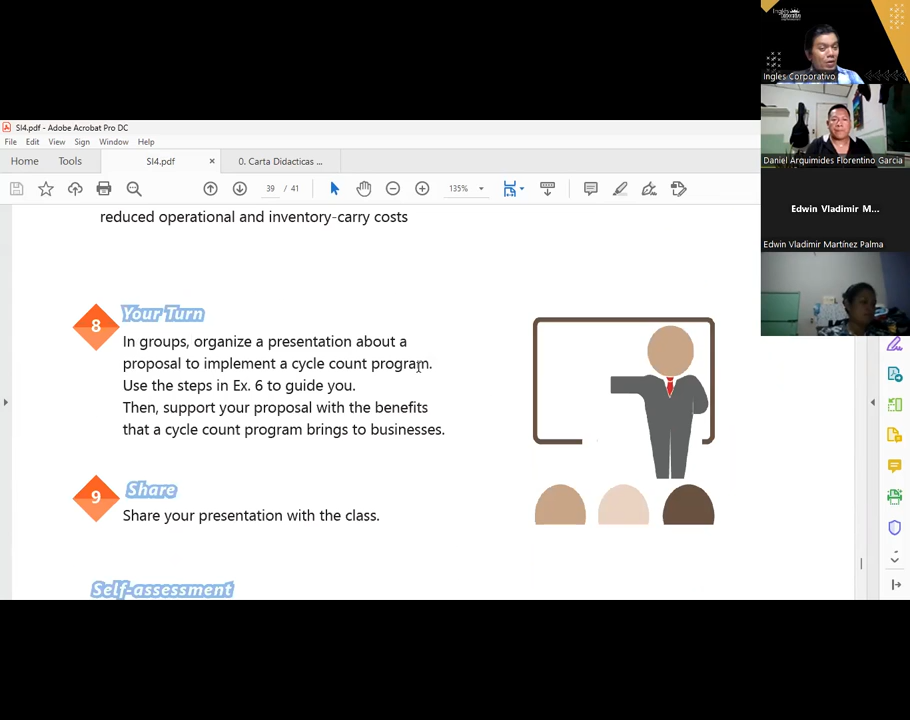 SI4.pdf - Adobe Acrobat Pro DC
File Edit View Sign Window Help
Home Tools SI4.pdf × 0. Carta Didacticas ...
39 / 41 135%
reduced operational and inventory-carry costs
8 Your Turn
In groups, organize a presentation about a
proposal to implement a cycle count program.
Use the steps in Ex. 6 to guide you.
Then, support your proposal with the benefits
that a cycle count program brings to businesses.
9 Share
Share your presentation with the class.
Self-assessment
Ingles Corporativo
Daniel Arquimides Florentino Garcia
Edwin Vladimir M...
Edwin Vladimir Martínez Palma